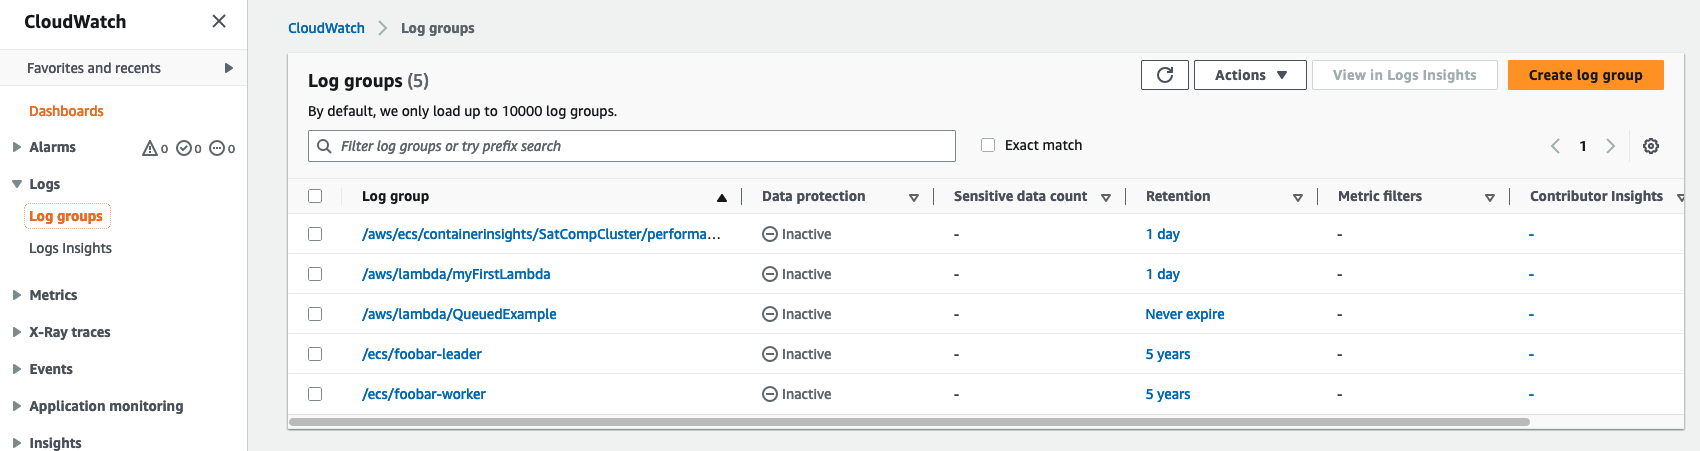 CloudWatch
Favorites and recents
Dashboards
Alarms 0 0 0
Logs
Log groups
Logs Insights
Metrics
X-Ray traces
Events
Application monitoring
Insights
CloudWatch Log groups
Log groups (5)
Actions
View in Logs Insights
Create log group
By default, we only load up to 10000 log groups.
Filter log groups or try prefix search
Exact match
1
Log group Data protection Sensitive data count Retention Metric filters Contributor Insights
/aws/ecs/containerinsights/SatCompCluster/performa... Inactive - 1 day - -
/aws/lambda/myFirstLambda Inactive - 1 day - -
/aws/lambda/QueuedExample Inactive - Never expire - -
/ecs/foobar-leader Inactive - 5 years - -
/ecs/foobar-worker Inactive - 5 years - -